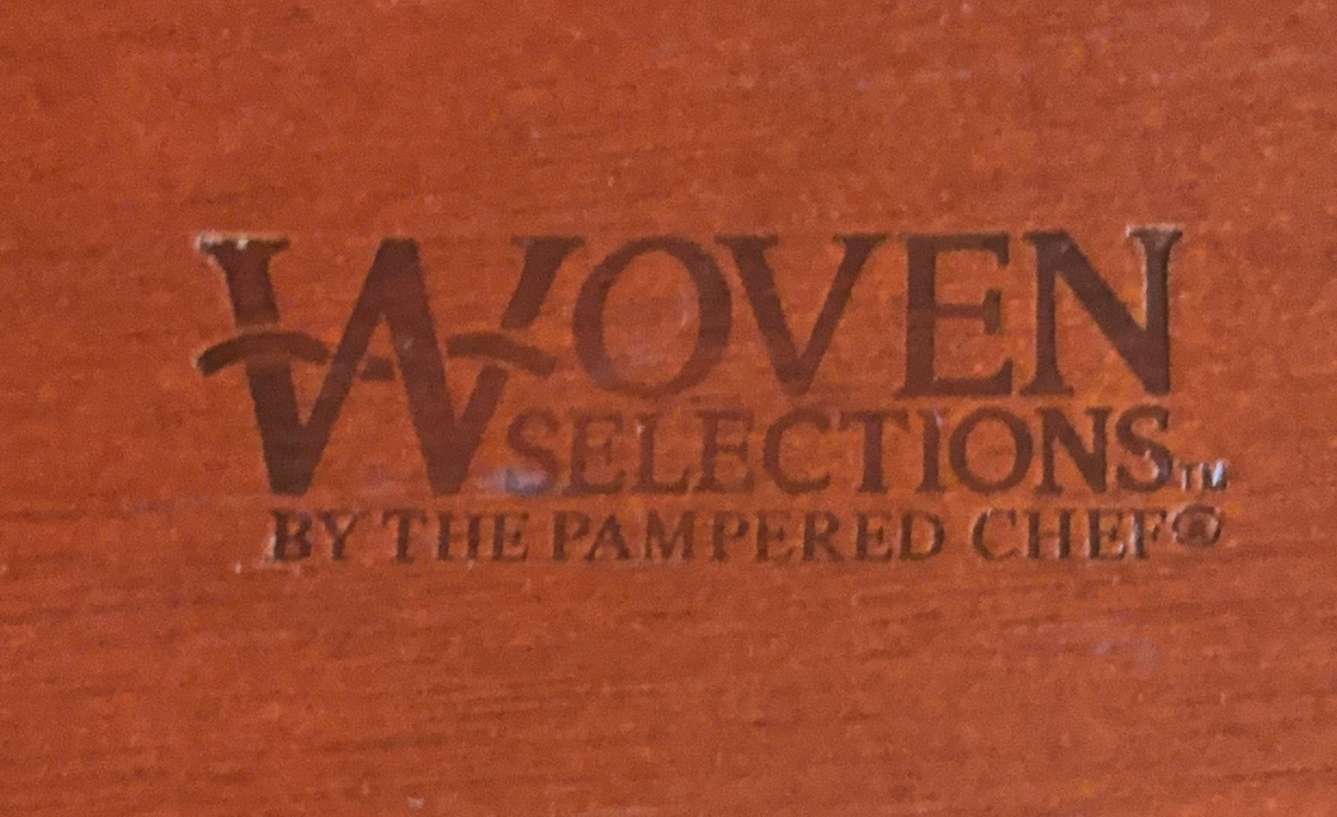 WOVEN
SELECTIONS™
BY THE PAMPERED CHEF®